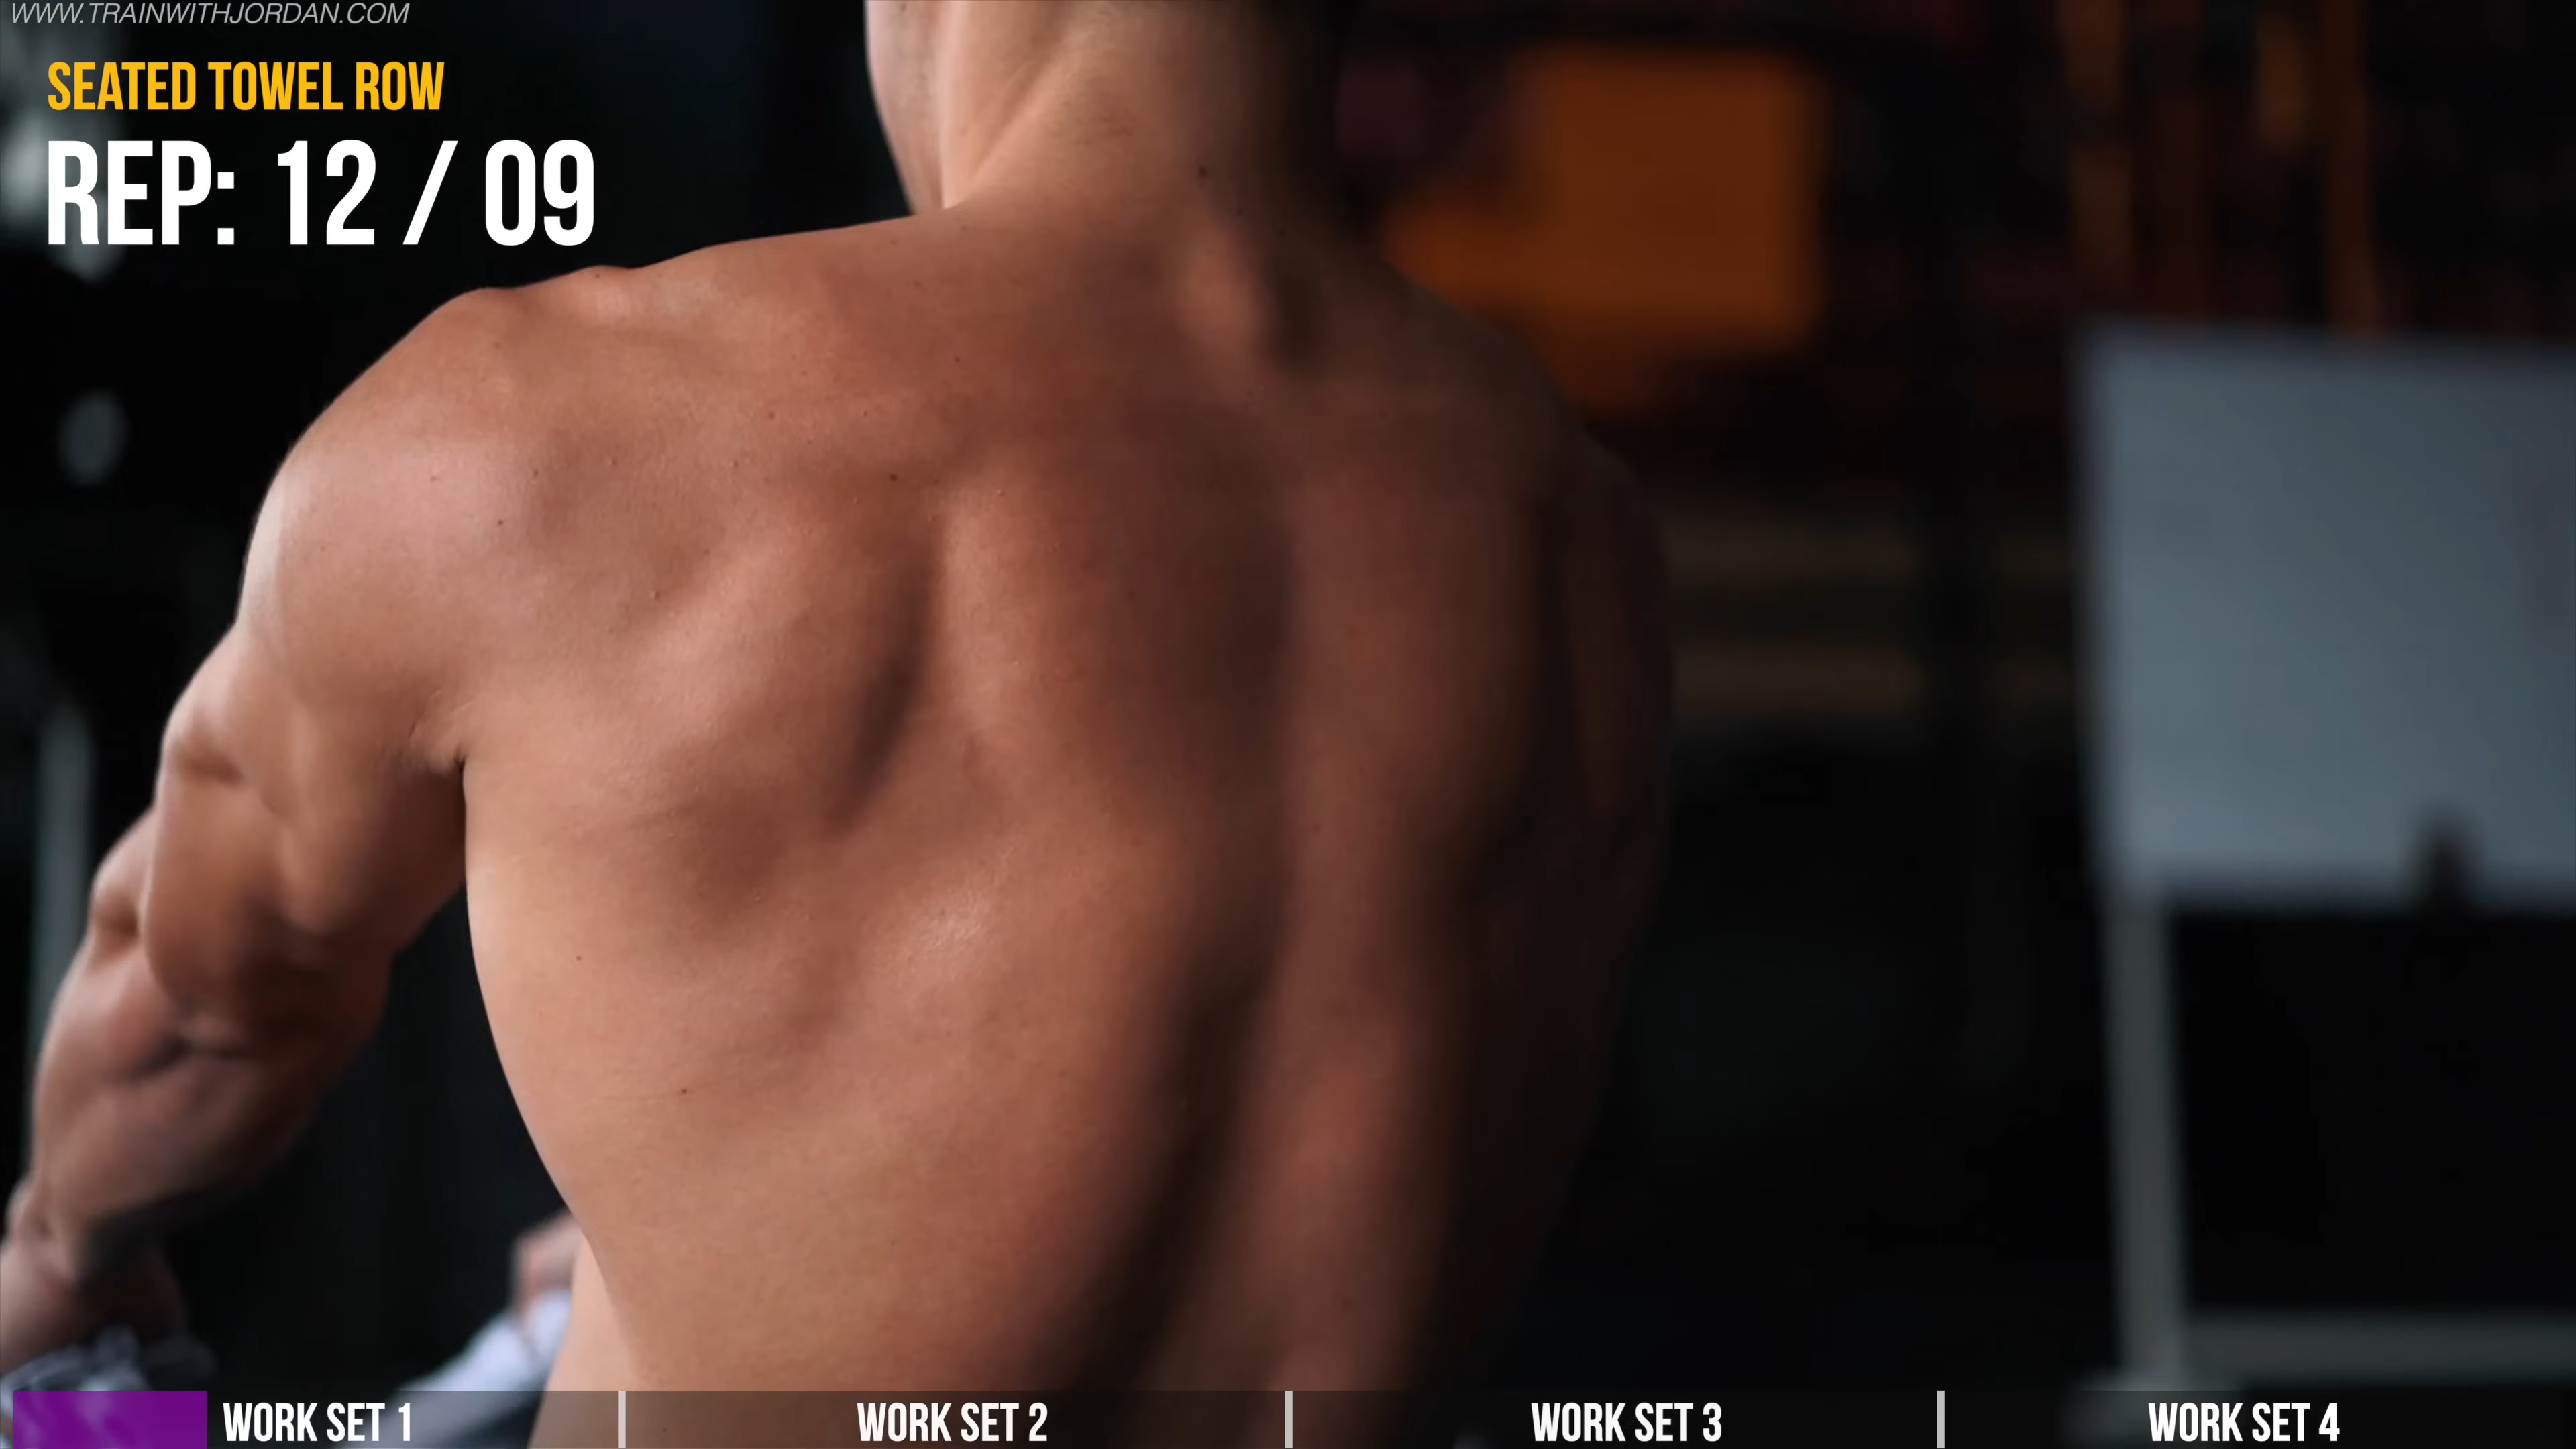 WWW.TRAINWITHJORDAN.COM
SEATED TOWEL ROW
REP: 12 / 09
WORK SET 1
WORK SET 2
WORK SET 3
WORK SET 4